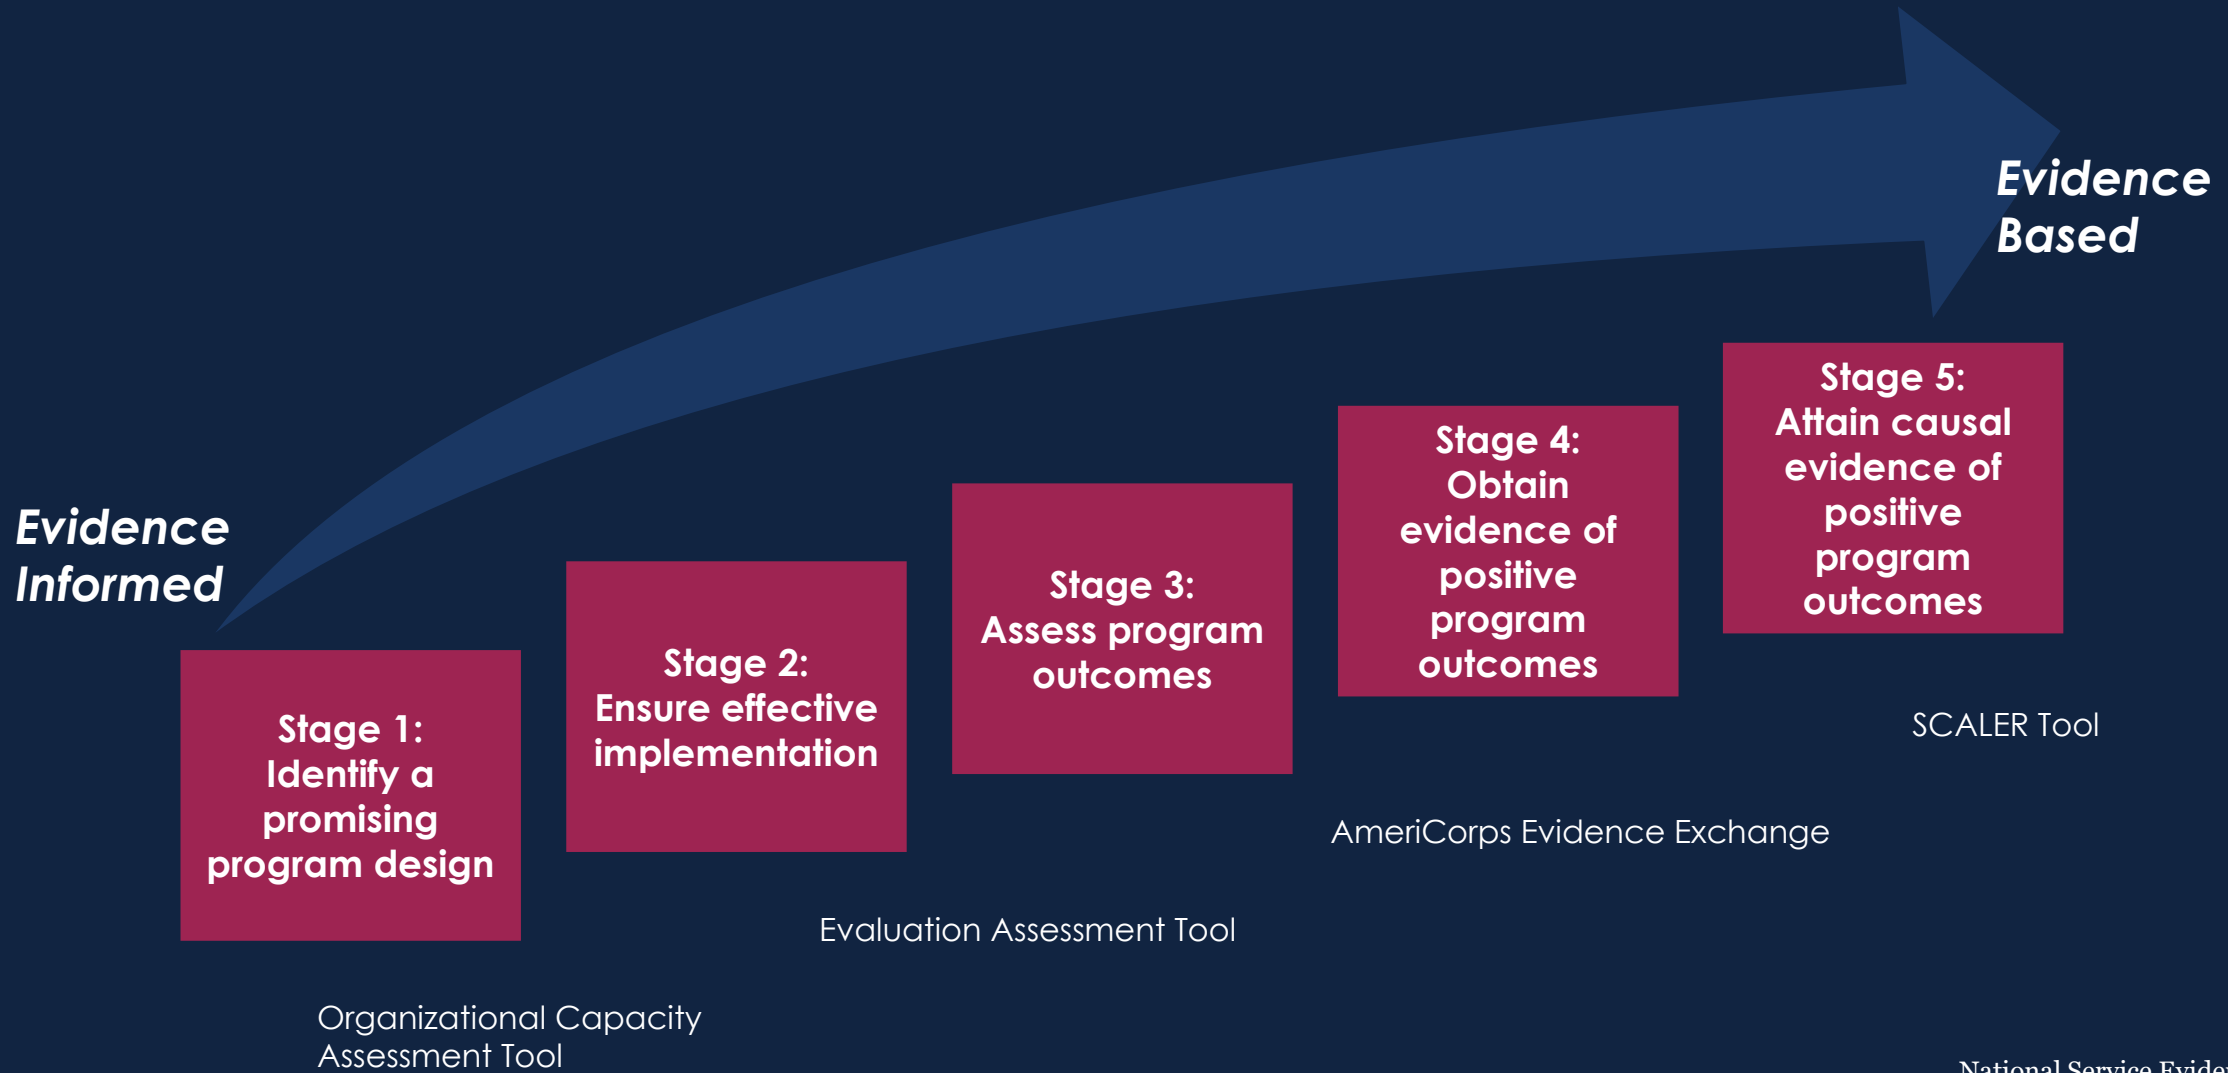 Evidence
Based
Evidence
Informed
Stage 1:
Identify a
promising
program design
Stage 2:
Ensure effective
implementation
Stage 3:
Assess program
outcomes
Stage 4:
Obtain
evidence of
positive
program
outcomes
Stage 5:
Attain causal
evidence of
positive
program
outcomes
SCALER Tool
AmeriCorps Evidence Exchange
Evaluation Assessment Tool
Organizational Capacity
Assessment Tool
National Service